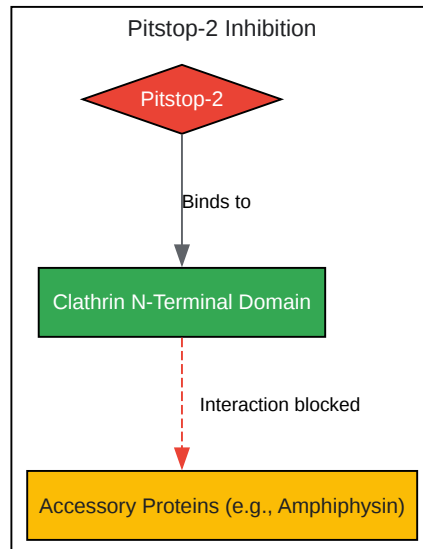 Pitstop-2 Inhibition
Pitstop-2
Binds to
Clathrin N-Terminal Domain
Interaction blocked
Accessory Proteins (e.g., Amphiphysin)